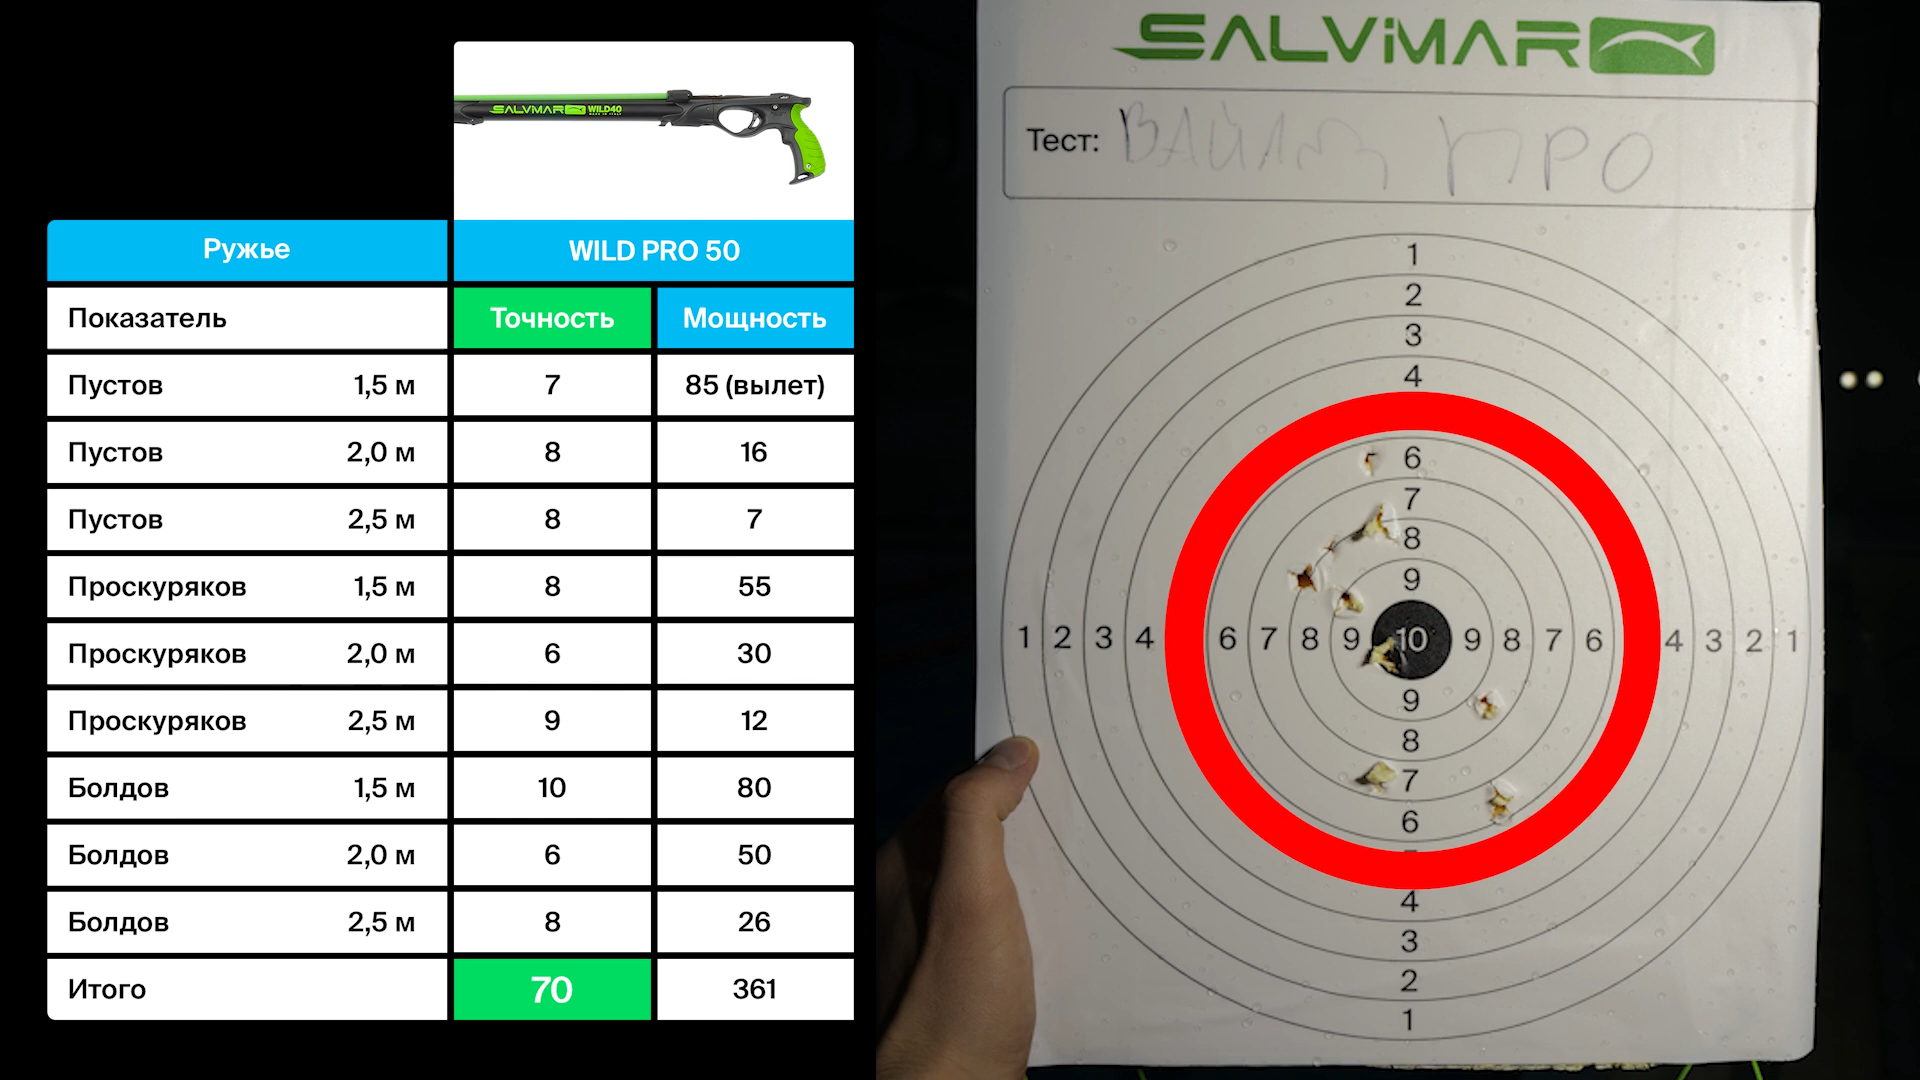 SALVIMAR WILD40
MADE IN ITALY
Ружье WILD PRO 50
Показатель Точность Мощность
Пустов 1,5 м 7 85 (вылет)
Пустов 2,0 м 8 16
Пустов 2,5 м 8 7
Проскуряков 1,5 м 8 55
Проскуряков 2,0 м 6 30
Проскуряков 2,5 м 9 12
Болдов 1,5 м 10 80
Болдов 2,0 м 6 50
Болдов 2,5 м 8 26
Итого 70 361
SALVIMAR
Тест: ВАЙЛД ПРО
1
2
3
4
6
7
8
9
1 2 3 4 6 7 8 9 10 9 8 7 6 4 3 2 1
9
8
7
6
4
3
2
1